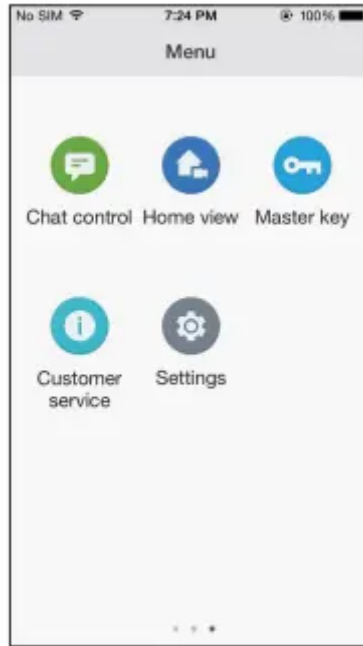 No SIM 7:24 PM 100%
Menu
Chat control Home view Master key
Customer Settings
service